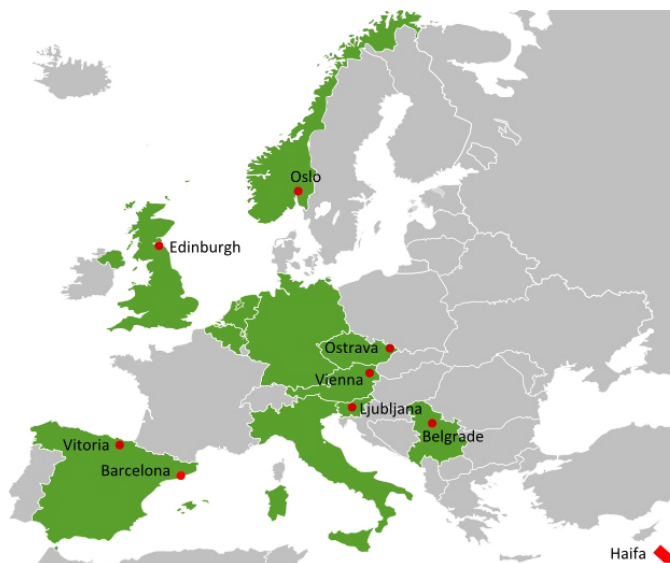 Oslo
Edinburgh
Ostrava
Vienna
Ljubljana
Belgrade
Vitoria
Barcelona
Haifa